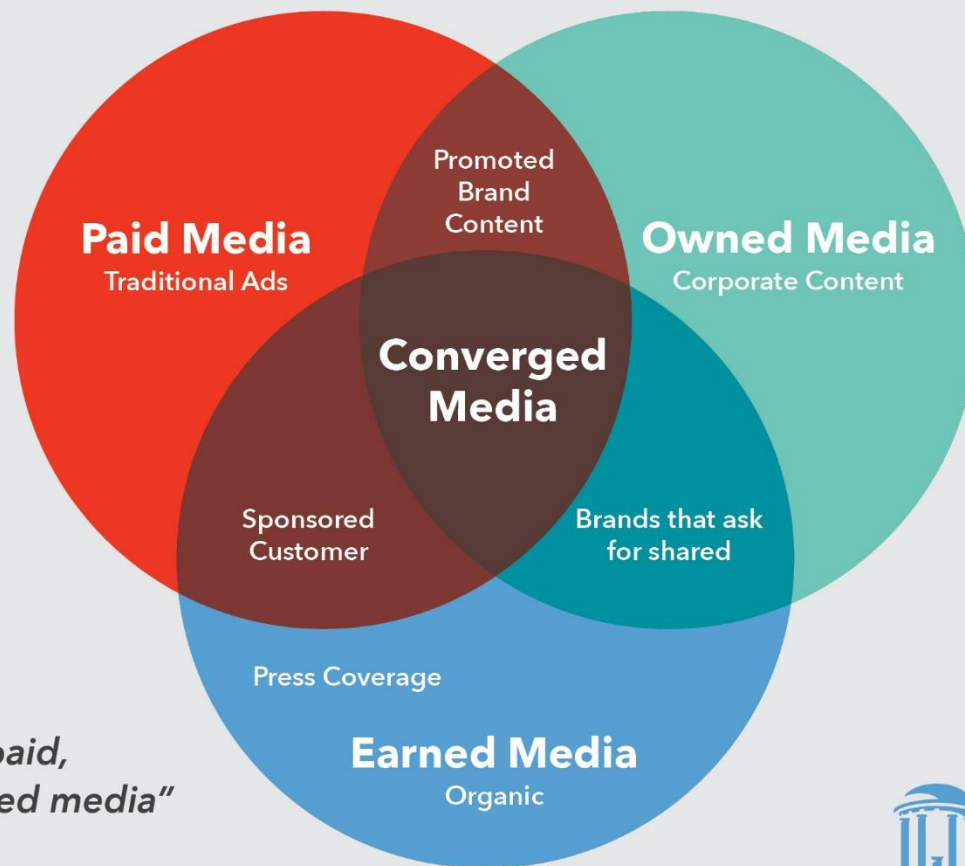 Promoted
Brand
Content
Paid Media
Traditional Ads
Owned Media
Corporate Content
Converged
Media
Sponsored
Customer
Brands that ask
for shared
Press Coverage
Earned Media
Organic
paid,
ed media”